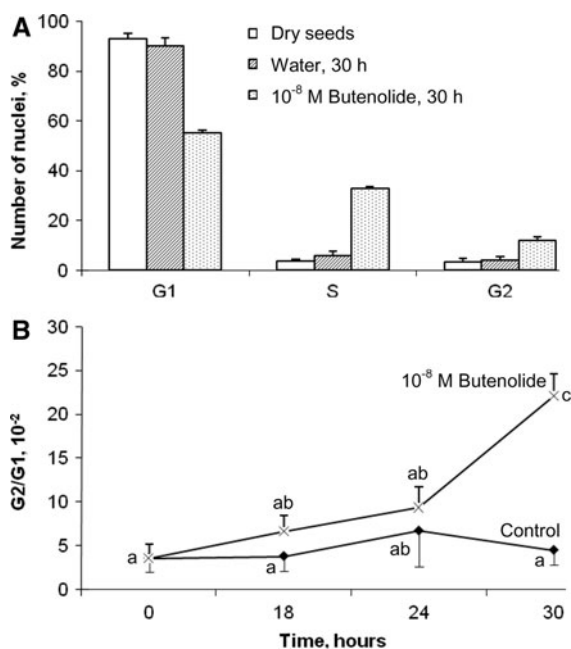 A
100
80
60
40
20
0
Number of nuclei, %
Dry seeds
Water, 30 h
10⁻⁸ M Butenolide, 30 h
G1 S G2
B
30
25
20
15
10
5
0
G2/G1, 10⁻²
10⁻⁸ M Butenolide
c
ab
ab
Control
a
a
ab
a
0 18 24 30
Time, hours